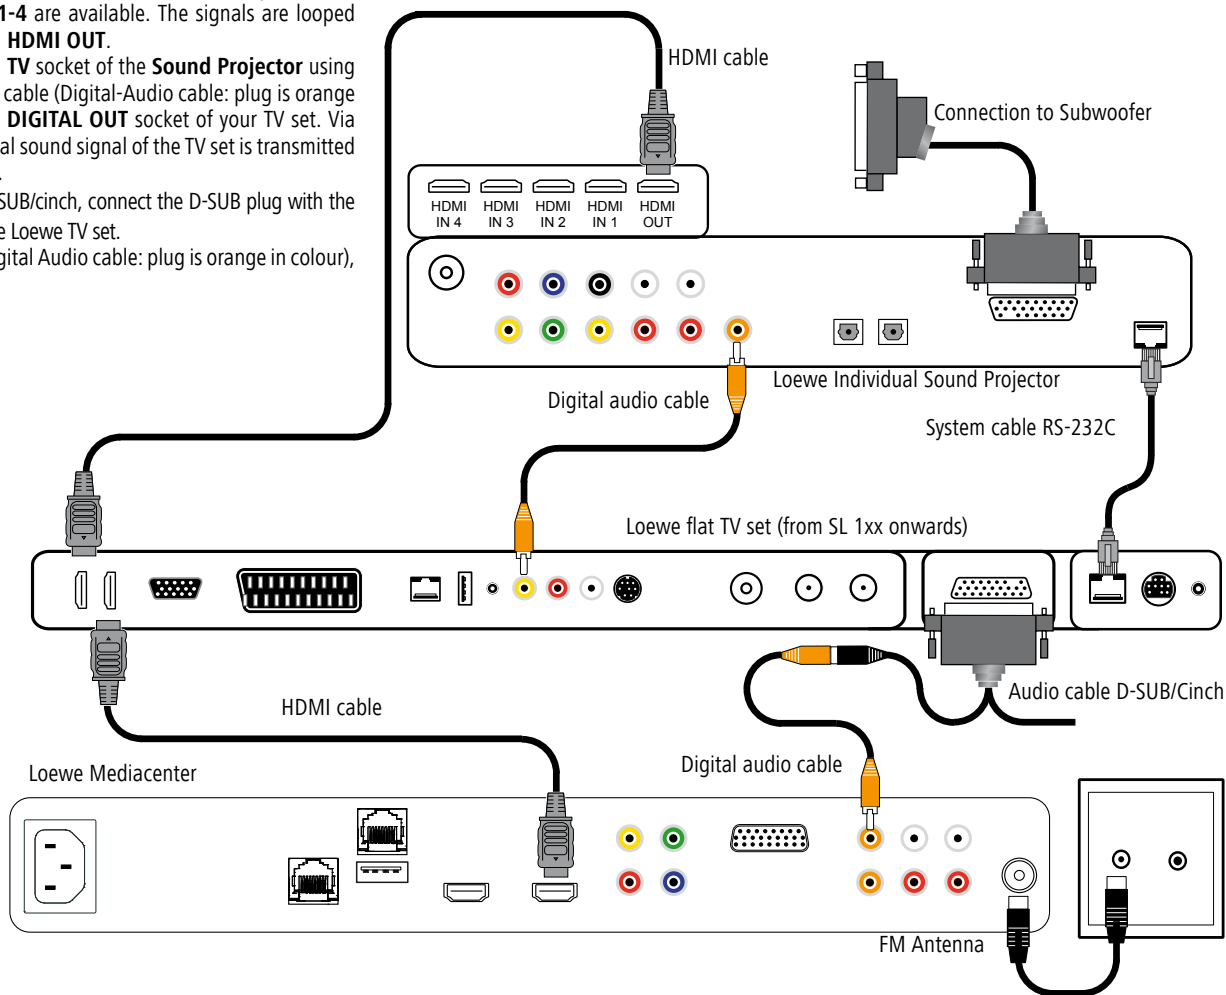 1-4 are available. The signals are looped
HDMI OUT.
TV socket of the Sound Projector using
cable (Digital-Audio cable: plug is orange
DIGITAL OUT socket of your TV set. Via
al sound signal of the TV set is transmitted
.
SUB/cinch, connect the D-SUB plug with the
e Loewe TV set.
gital Audio cable: plug is orange in colour),
HDMI cable
Connection to Subwoofer
HDMI IN 4
HDMI IN 3
HDMI IN 2
HDMI IN 1
HDMI OUT
Loewe Individual Sound Projector
Digital audio cable
System cable RS-232C
Loewe flat TV set (from SL 1xx onwards)
Audio cable D-SUB/Cinch
HDMI cable
Digital audio cable
Loewe Mediacenter
FM Antenna